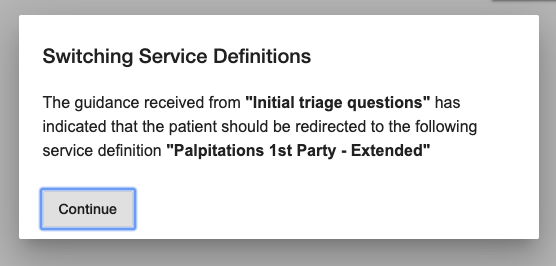 Switching Service Definitions
The guidance received from "Initial triage questions" has
indicated that the patient should be redirected to the following
service definition "Palpitations 1st Party - Extended"
Continue